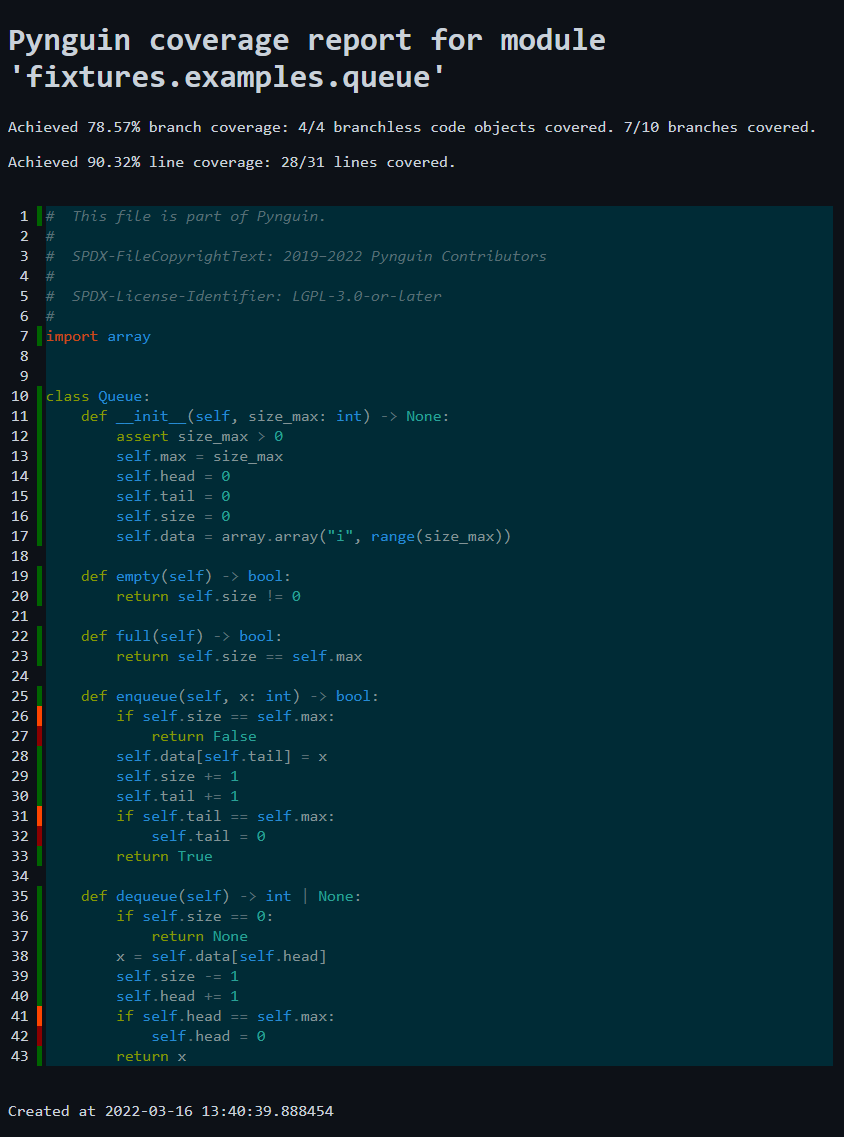 Pynguin coverage report for module
'fixtures.examples.queue'
Achieved 78.57% branch coverage: 4/4 branchless code objects covered. 7/10 branches covered.
Achieved 90.32% line coverage: 28/31 lines covered.
1 #  This file is part of Pynguin.
2 #
3 #  SPDX-FileCopyrightText: 2019–2022 Pynguin Contributors
4 #
5 #  SPDX-License-Identifier: LGPL-3.0-or-later
6 #
7 import array
8
9
10 class Queue:
11     def __init__(self, size_max: int) -> None:
12         assert size_max > 0
13         self.max = size_max
14         self.head = 0
15         self.tail = 0
16         self.size = 0
17         self.data = array.array("i", range(size_max))
18
19     def empty(self) -> bool:
20         return self.size != 0
21
22     def full(self) -> bool:
23         return self.size == self.max
24
25     def enqueue(self, x: int) -> bool:
26         if self.size == self.max:
27             return False
28         self.data[self.tail] = x
29         self.size += 1
30         self.tail += 1
31         if self.tail == self.max:
32             self.tail = 0
33         return True
34
35     def dequeue(self) -> int | None:
36         if self.size == 0:
37             return None
38         x = self.data[self.head]
39         self.size -= 1
40         self.head += 1
41         if self.head == self.max:
42             self.head = 0
43         return x
Created at 2022-03-16 13:40:39.888454